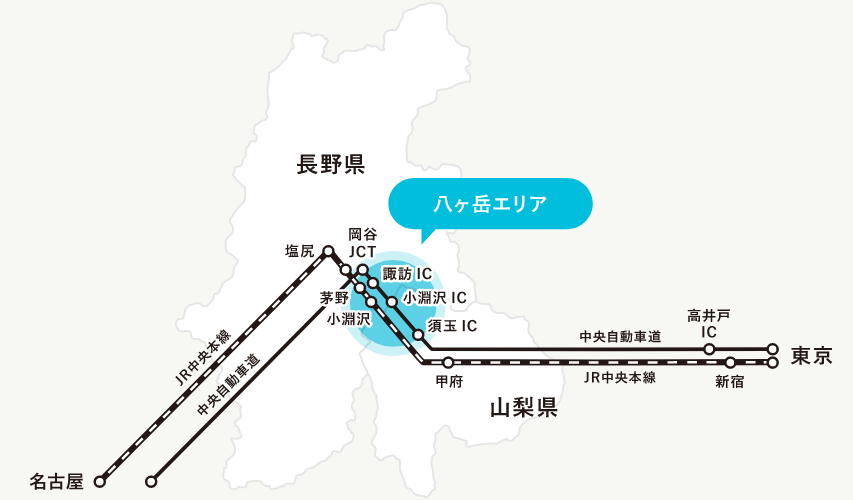 長野県
八ヶ岳エリア
岡谷
JCT
塩尻
諏訪 IC
茅野
小淵沢 IC
小淵沢
須玉 IC
高井戸
IC
中央自動車道
東京
JR中央本線
中央自動車道
甲府
JR中央本線
新宿
山梨県
名古屋